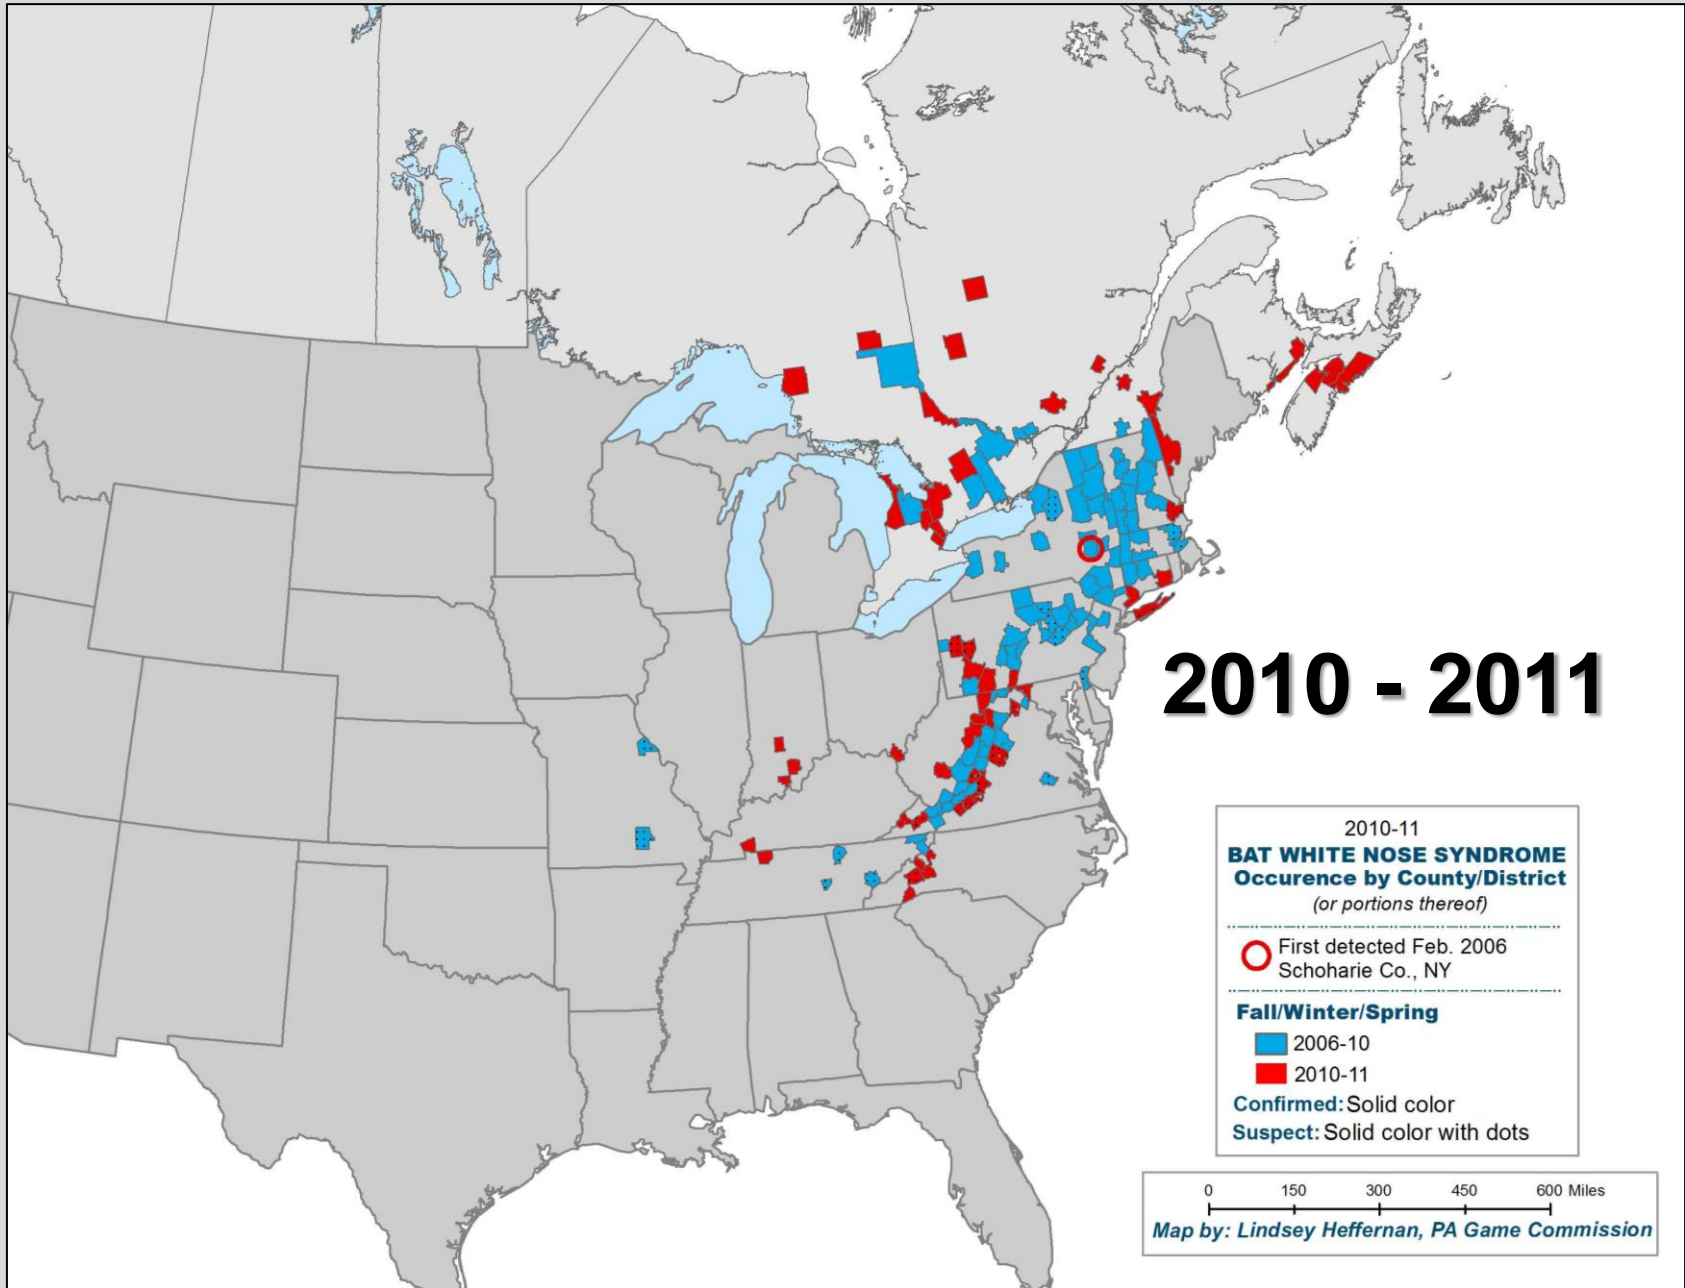 2010 - 2011
2010-11
BAT WHITE NOSE SYNDROME
Occurence by County/District
(or portions thereof)
First detected Feb. 2006
Schoharie Co., NY
Fall/Winter/Spring
2006-10
2010-11
Confirmed: Solid color
Suspect: Solid color with dots
0 150 300 450 600 Miles
Map by: Lindsey Heffernan, PA Game Commission